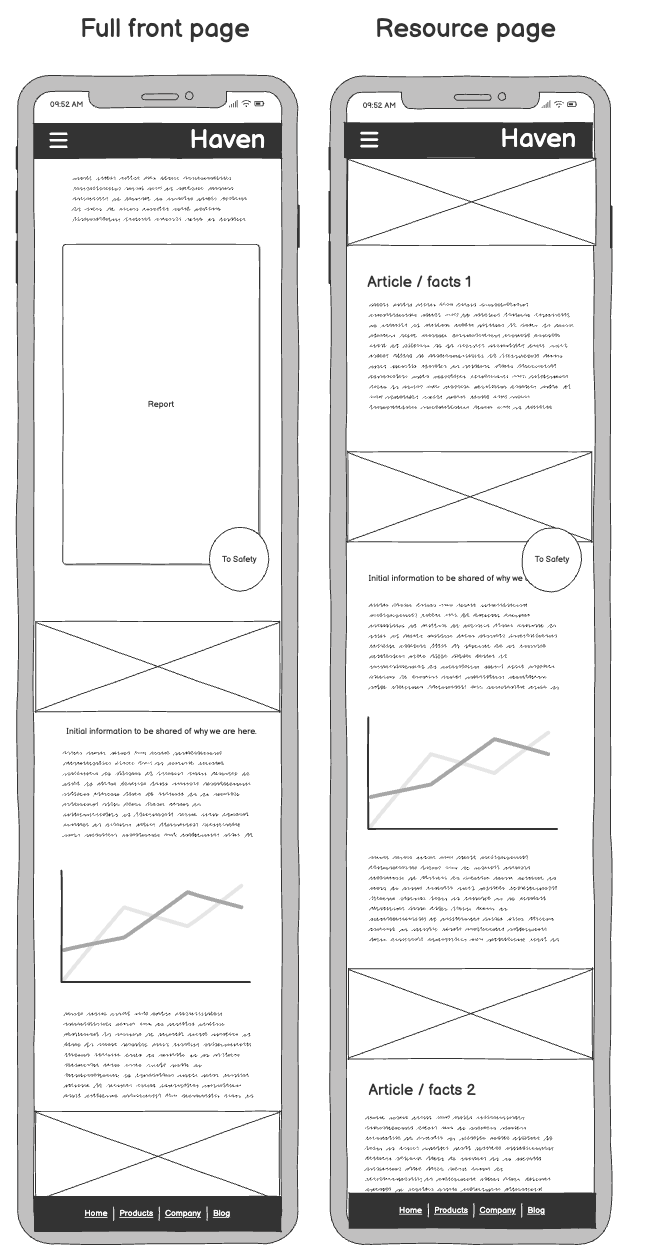 Full front page
Resource page
09:52 AM
Haven
Report
To Safety
Initial information to be shared of why we are here.
Home | Products | Company | Blog
09:52 AM
Haven
Article / facts 1
To Safety
Initial information to be shared of why we
Article / facts 2
Home | Products | Company | Blog